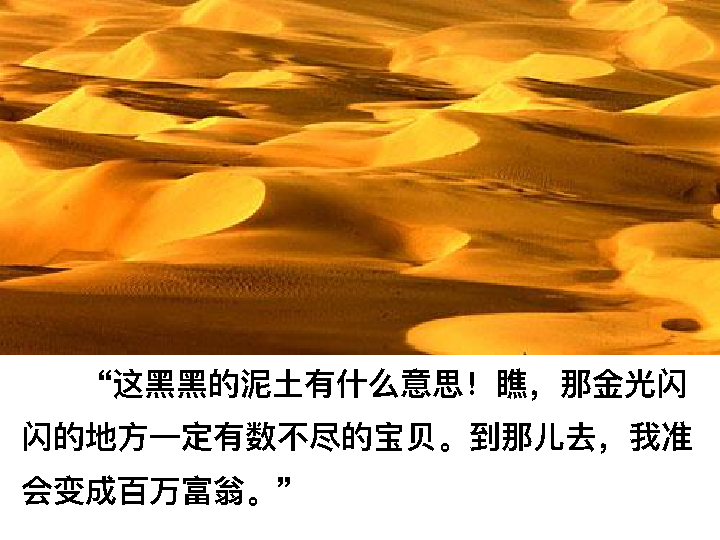 “这黑黑的泥土有什么意思！瞧，那金光闪
闪的地方一定有数不尽的宝贝。到那儿去，我准
会变成百万富翁。”